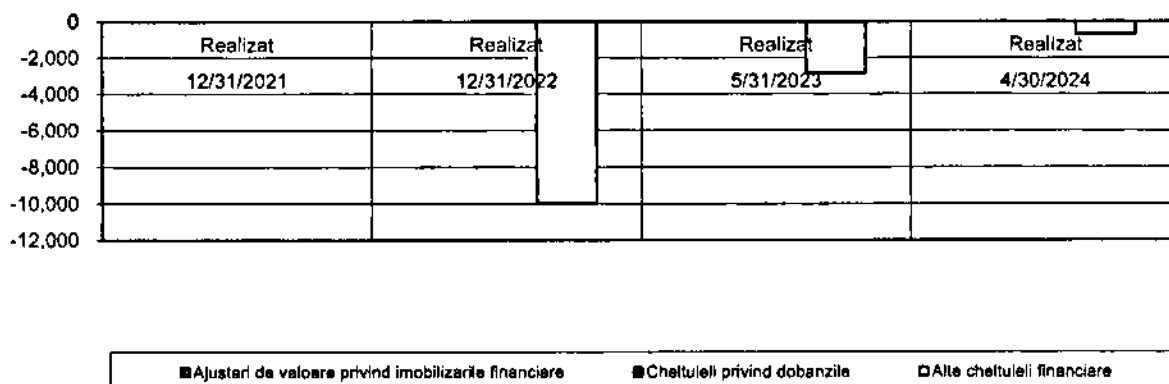 0
-2,000
-4,000
-6,000
-8,000
-10,000
-12,000
Realizat Realizat Realizat Realizat
12/31/2021 12/31/2022 5/31/2023 4/30/2024
Ajustari de valoare privind imobilizarile financiare Cheltuieli privind dobanzile Alte cheltuieli financiare